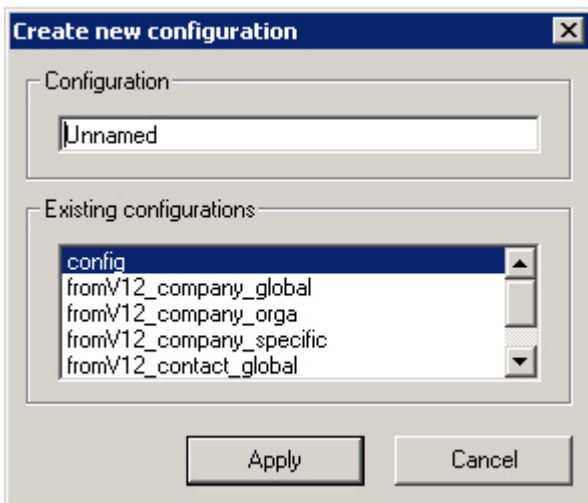 Create new configuration
Configuration
Unnamed
Existing configurations
config
fromV12_company_global
fromV12_company_orga
fromV12_company_specific
fromV12_contact_global
Apply
Cancel